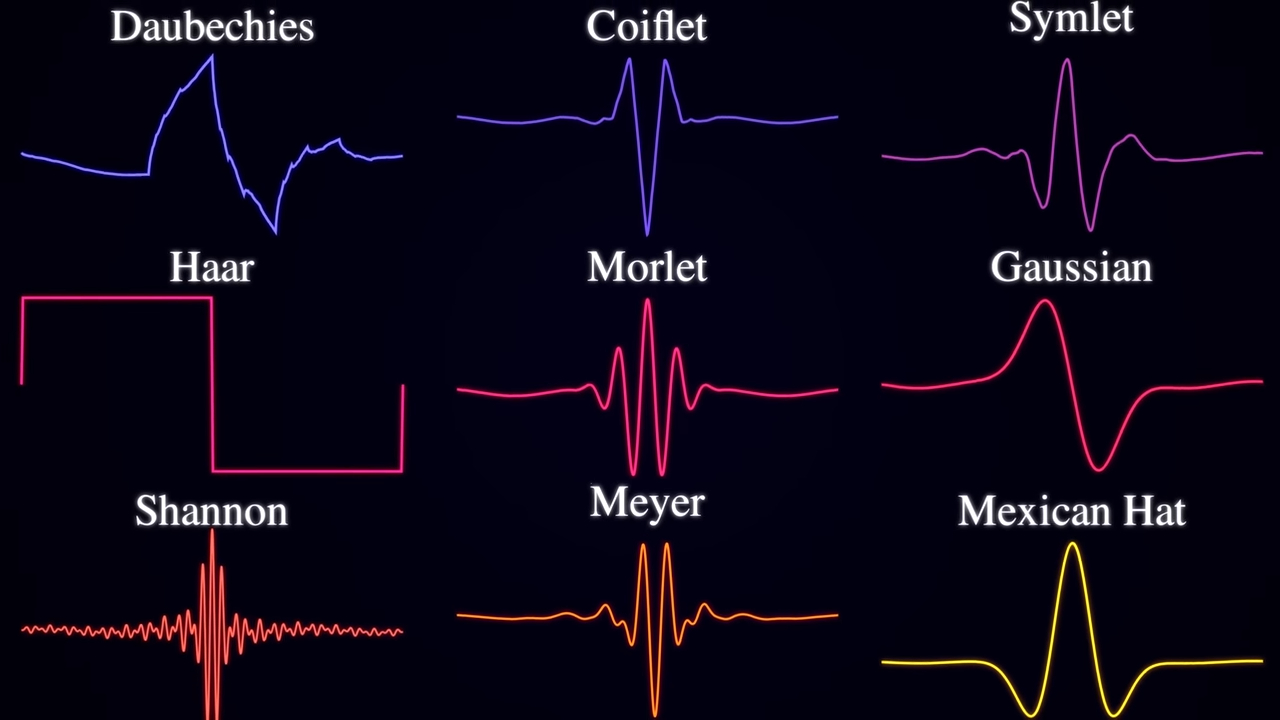 Daubechies
Coiflet
Symlet
Haar
Morlet
Gaussian
Shannon
Meyer
Mexican Hat